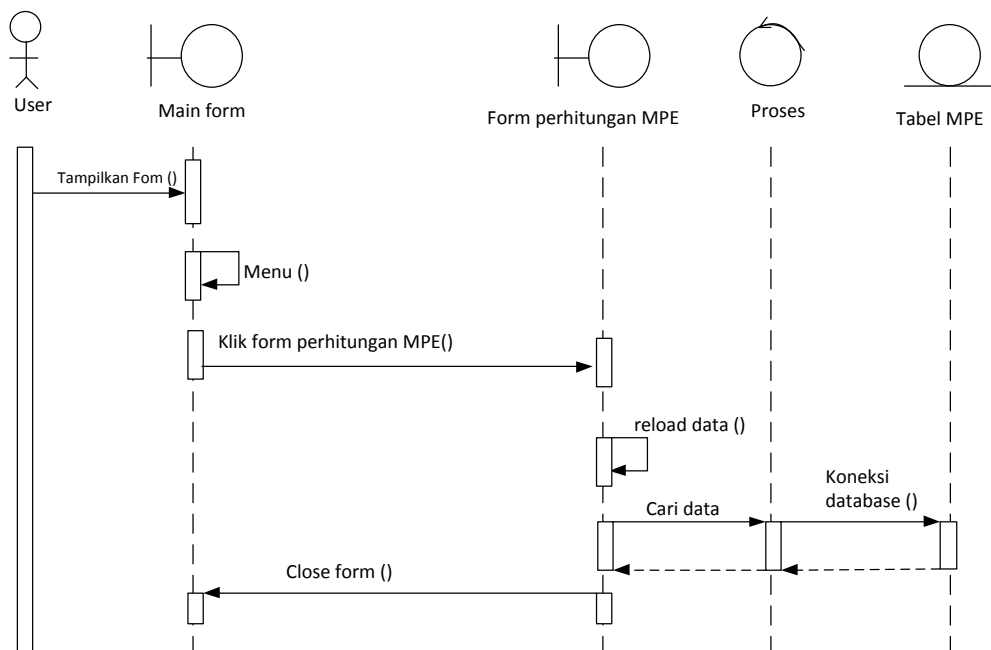 User
Main form
Form perhitungan MPE
Proses
Tabel MPE
Tampilkan Fom ()
Menu ()
Klik form perhitungan MPE()
reload data ()
Cari data
Koneksi
database ()
Close form ()